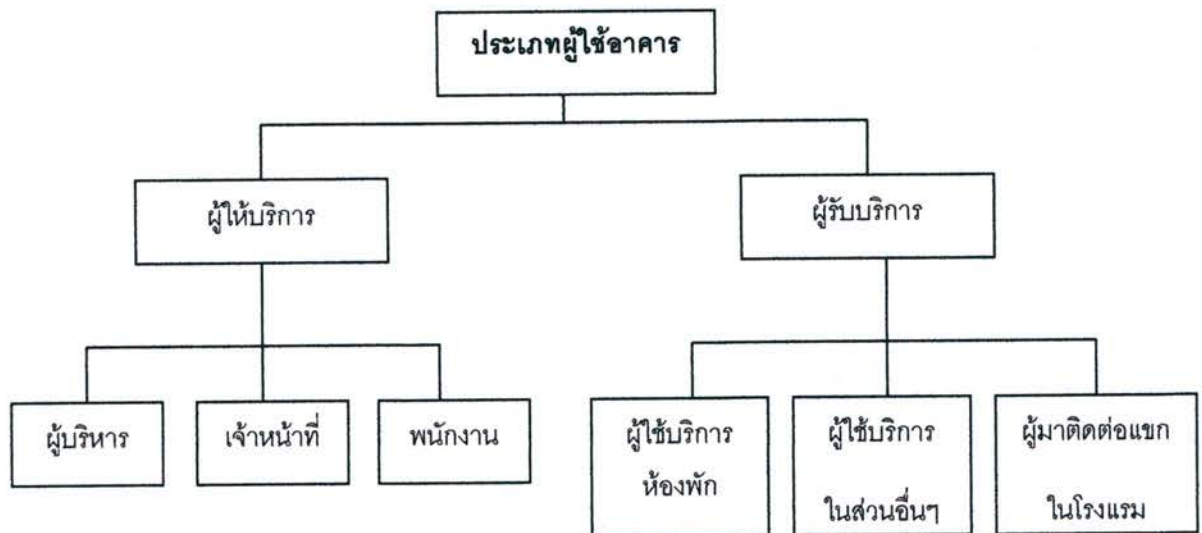 ประเภทผู้ใช้อาคาร
ผู้ให้บริการ
ผู้รับบริการ
ผู้บริหาร
เจ้าหน้าที่
พนักงาน
ผู้ใช้บริการ
ห้องพัก
ผู้ใช้บริการ
ในส่วนอื่นๆ
ผู้มาติดต่อแขก
ในโรงแรม